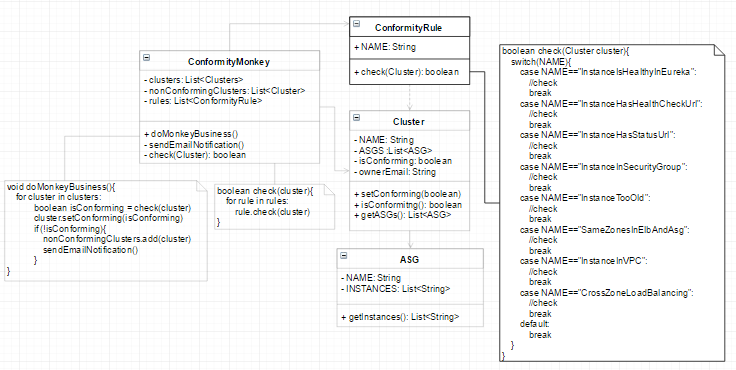 ConformityRule
+ NAME: String
+ check(Cluster): boolean
ConformityMonkey
- clusters: List<Clusters>
- nonConformingClusters: List<Cluster>
- rules: List<ConformityRule>
+ doMonkeyBusiness()
- sendEmailNotification()
- check(Cluster): boolean
Cluster
- NAME: String
- ASGS :List<ASG>
- isConforming: boolean
- ownerEmail: String
+ setConforming(boolean)
+ isConformitng(): boolean
+ getASGs(): List<ASG>
ASG
- NAME: String
- INSTANCES: List<String>
+ getInstances(): List<String>
void doMonkeyBusiness(){
for cluster in clusters:
boolean isConforming = check(cluster)
cluster.setConforming(isConforming)
if(!isConforming){
nonConformingClusters.add(cluster)
sendEmailNotification()
}
}
boolean check(cluster){
for rule in rules:
rule.check(cluster)
}
boolean check(Cluster cluster){
switch(NAME){
case NAME=="InstanceIsHealthyInEureka":
//check
break
case NAME=="InstanceHasHealthCheckUrl":
//check
break
case NAME=="InstanceHasStatusUrl":
//check
break
case NAME=="InstanceInSecurityGroup":
//check
break
case NAME=="InstanceTooOld":
//check
break
case NAME=="SameZonesInElbAndAsg":
//check
break
case NAME=="InstanceInVPC":
//check
break
case NAME=="CrossZoneLoadBalancing":
//check
break
default:
break
}
}